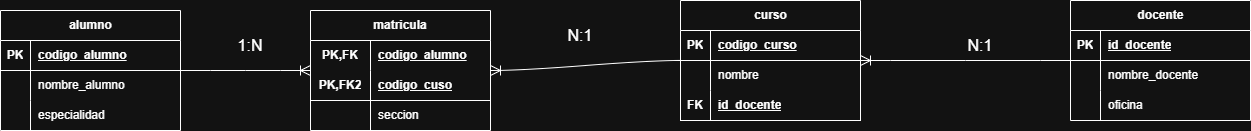 alumno
PK codigo_alumno
nombre_alumno
especialidad
1:N
matricula
PK,FK codigo_alumno
PK,FK2 codigo_cuso
seccion
N:1
curso
PK codigo_curso
nombre
FK id_docente
N:1
docente
PK id_docente
nombre_docente
oficina